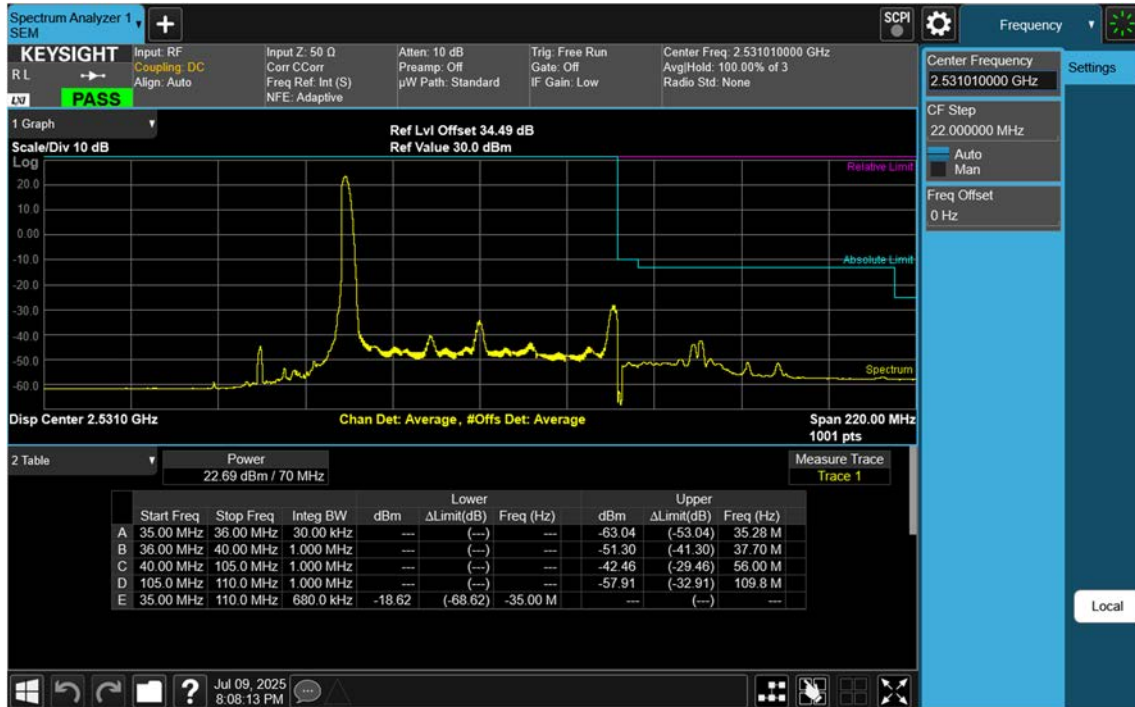 Spectrum Analyzer 1
SEM
+
SCPI
Frequency
KEYSIGHT
R L
LXI
PASS
Input: RF
Coupling: DC
Align: Auto
Input Z: 50 Ω
Corr CCorr
Freq Ref: Int (S)
NFE: Adaptive
Atten: 10 dB
Preamp: Off
µW Path: Standard
Trig: Free Run
Gate: Off
IF Gain: Low
Center Freq: 2.531010000 GHz
Avg|Hold: 100.00% of 3
Radio Std: None
Center Frequency
2.531010000 GHz
Settings
CF Step
22.000000 MHz
Auto
Man
Freq Offset
0 Hz
1 Graph
Scale/Div 10 dB
Ref Lvl Offset 34.49 dB
Ref Value 30.0 dBm
Log
Relative Limit
20.0
10.0
0.00
-10.0
Absolute Limit
-20.0
-30.0
-40.0
-50.0
Spectrum
-60.0
Disp Center 2.5310 GHz
Chan Det: Average, #Offs Det: Average
Span 220.00 MHz
1001 pts
2 Table
Power
22.69 dBm / 70 MHz
Measure Trace
Trace 1
Lower Upper
Start Freq Stop Freq Integ BW dBm ΔLimit(dB) Freq (Hz) dBm ΔLimit(dB) Freq (Hz)
A 35.00 MHz 36.00 MHz 30.00 kHz --- (---) --- -63.04 (-53.04) 35.28 M
B 36.00 MHz 40.00 MHz 1.000 MHz --- (---) --- -51.30 (-41.30) 37.70 M
C 40.00 MHz 105.0 MHz 1.000 MHz --- (---) --- -42.46 (-29.46) 56.00 M
D 105.0 MHz 110.0 MHz 1.000 MHz --- (---) --- -57.91 (-32.91) 109.8 M
E 35.00 MHz 110.0 MHz 680.0 kHz -18.62 (-68.62) -35.00 M --- (---) ---
Local
?
Jul 09, 2025
8:08:13 PM